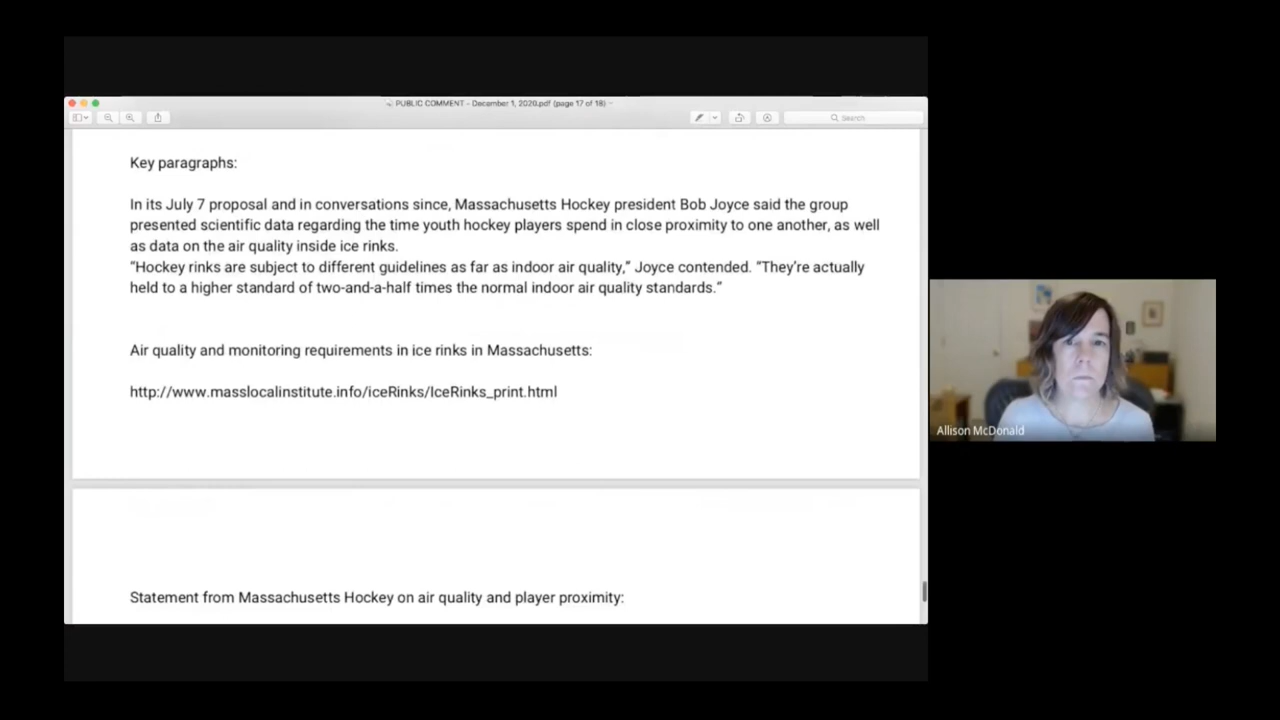 PUBLIC COMMENT - December 1, 2020.pdf (page 17 of 18)
Search
Key paragraphs:
In its July 7 proposal and in conversations since, Massachusetts Hockey president Bob Joyce said the group
presented scientific data regarding the time youth hockey players spend in close proximity to one another, as well
as data on the air quality inside ice rinks.
“Hockey rinks are subject to different guidelines as far as indoor air quality,” Joyce contended. “They’re actually
held to a higher standard of two-and-a-half times the normal indoor air quality standards.”
Air quality and monitoring requirements in ice rinks in Massachusetts:
http://www.masslocalinstitute.info/iceRinks/IceRinks_print.html
Allison McDonald
Statement from Massachusetts Hockey on air quality and player proximity: